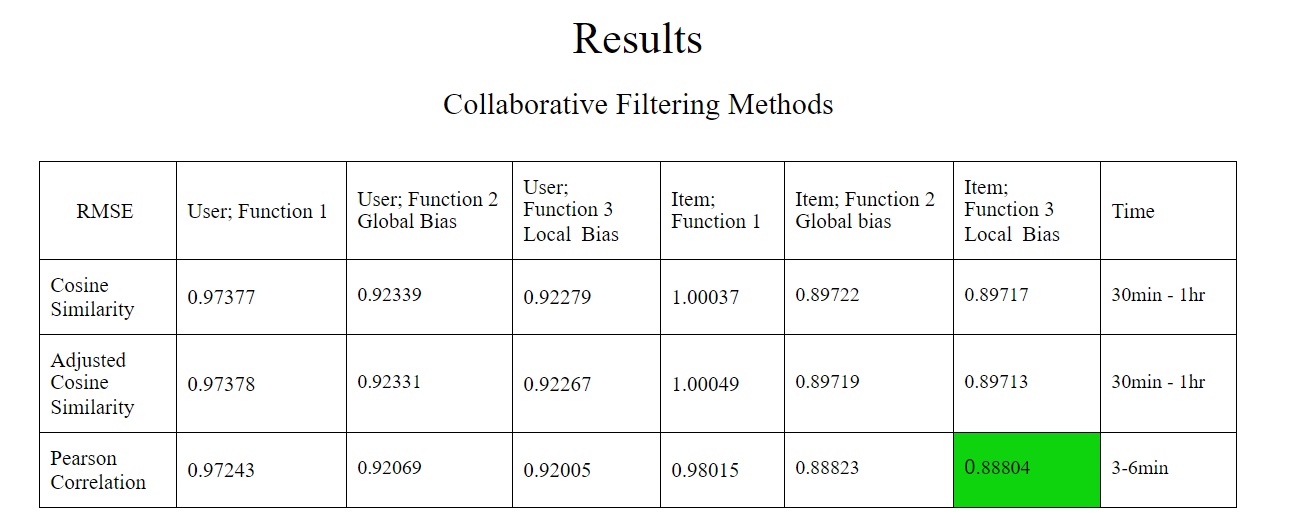 Results
Collaborative Filtering Methods
RMSE
User; Function 1
User; Function 2
Global Bias
User;
Function 3
Local Bias
Item;
Function 1
Item; Function 2
Global bias
Item;
Function 3
Local Bias
Time
Cosine
Similarity
0.97377
0.92339
0.92279
1.00037
0.89722
0.89717
30min - 1hr
Adjusted
Cosine
Similarity
0.97378
0.92331
0.92267
1.00049
0.89719
0.89713
30min - 1hr
Pearson
Correlation
0.97243
0.92069
0.92005
0.98015
0.88823
0.88804
3-6min